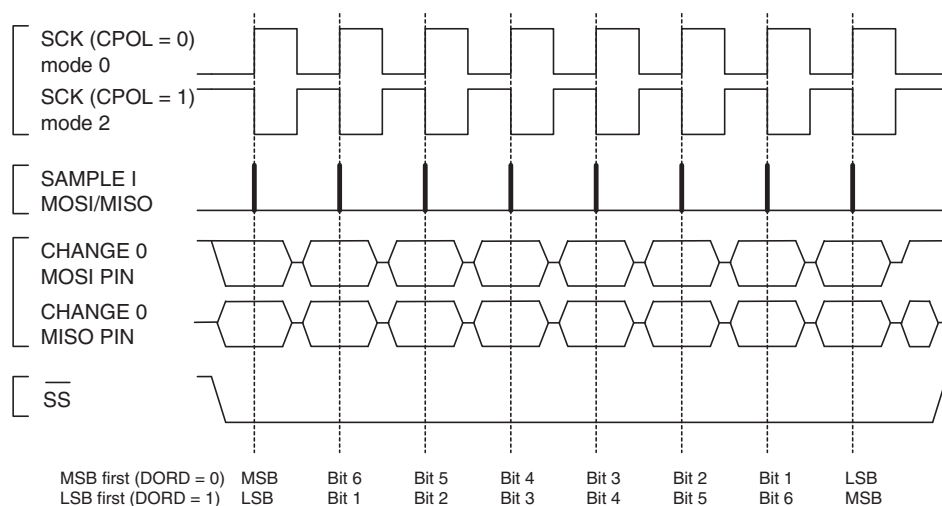 SCK (CPOL = 0)
mode 0
SCK (CPOL = 1)
mode 2
SAMPLE I
MOSI/MISO
CHANGE 0
MOSI PIN
CHANGE 0
MISO PIN
SS
MSB first (DORD = 0) MSB Bit 6 Bit 5 Bit 4 Bit 3 Bit 2 Bit 1 LSB
LSB first (DORD = 1) LSB Bit 1 Bit 2 Bit 3 Bit 4 Bit 5 Bit 6 MSB